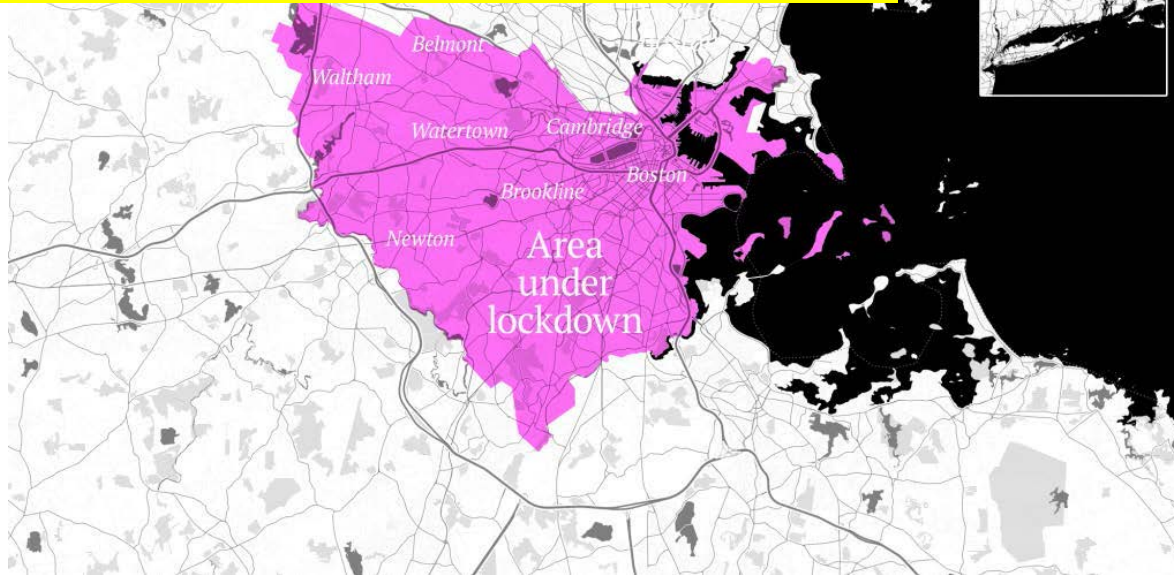 Belmont
Waltham
Watertown
Cambridge
Boston
Brookline
Newton
Area
under
lockdown